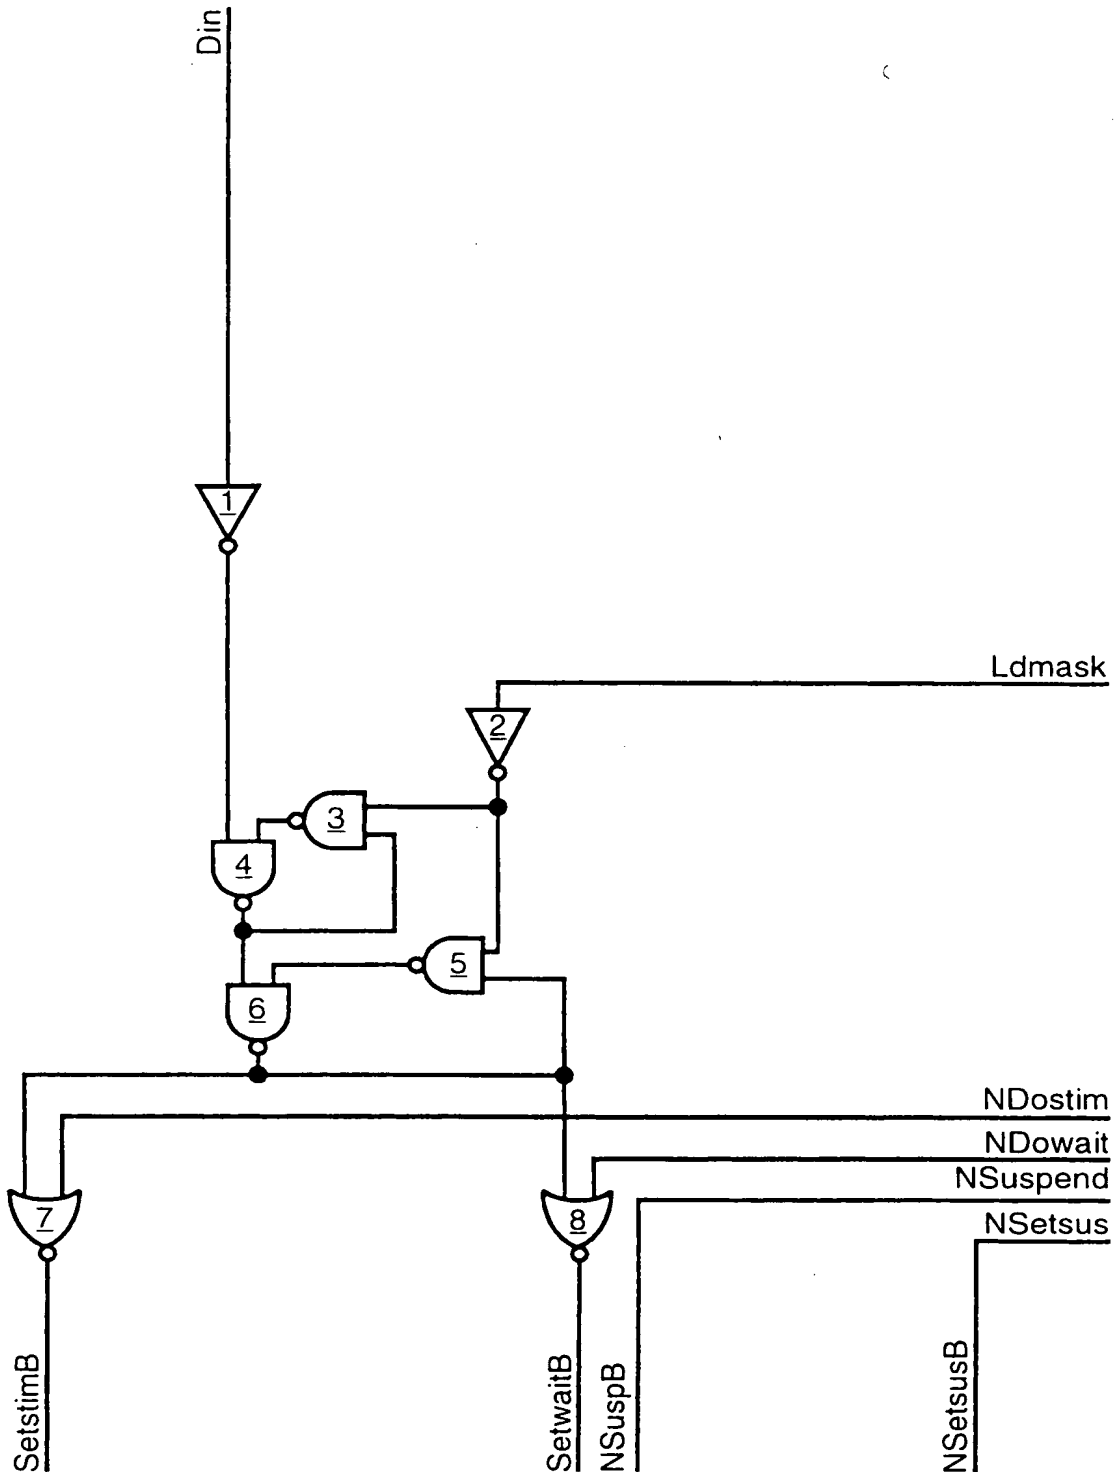 Din
1
Ldmask
2
3
4
5
6
NDostim
NDowait
NSuspend
7
8
NSetsus
SetstimB
SetwaitB
NSuspB
NSetsusB